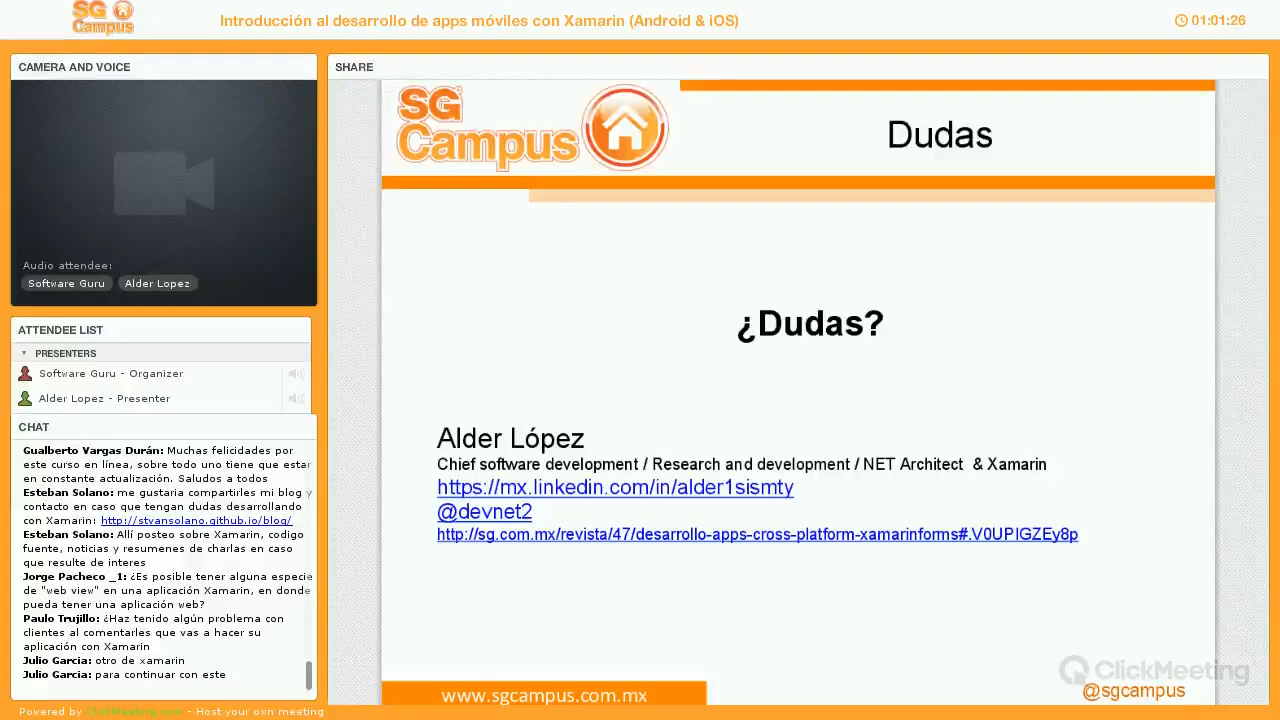 SG Campus
Introducción al desarrollo de apps móviles con Xamarin (Android & iOS)
01:01:26
CAMERA AND VOICE
Audio attendee:
Software Guru
Alder Lopez
ATTENDEE LIST
PRESENTERS
Software Guru - Organizer
Alder Lopez - Presenter
CHAT
Gualberto Vargas Durán: Muchas felicidades por
este curso en línea, sobre todo uno tiene que estar
en constante actualización. Saludos a todos
Esteban Solano: me gustaria compartirles mi blog y
contacto en caso que tengan dudas desarrollando
con Xamarin: http://stvansolano.github.io/blog/
Esteban Solano: Allí posteo sobre Xamarin, codigo
fuente, noticias y resumenes de charlas en caso
que resulte de interes
Jorge Pacheco _1: ¿Es posible tener alguna especie
de "web view" en una aplicación Xamarin, en donde
pueda tener una aplicación web?
Paulo Trujillo: ¿Haz tenido algún problema con
clientes al comentarles que vas a hacer su
aplicación con Xamarin
Julio Garcia: otro de xamarin
Julio Garcia: para continuar con este
Powered by ClickMeeting.com - Host your own meeting
SHARE
SG
Campus
Dudas
¿Dudas?
Alder López
Chief software development / Research and development / NET Architect & Xamarin
https://mx.linkedin.com/in/alder1sismty
@devnet2
http://sg.com.mx/revista/47/desarrollo-apps-cross-platform-xamarinforms#.V0UPIGZEy8p
www.sgcampus.com.mx
ClickMeeting
@sgcampus